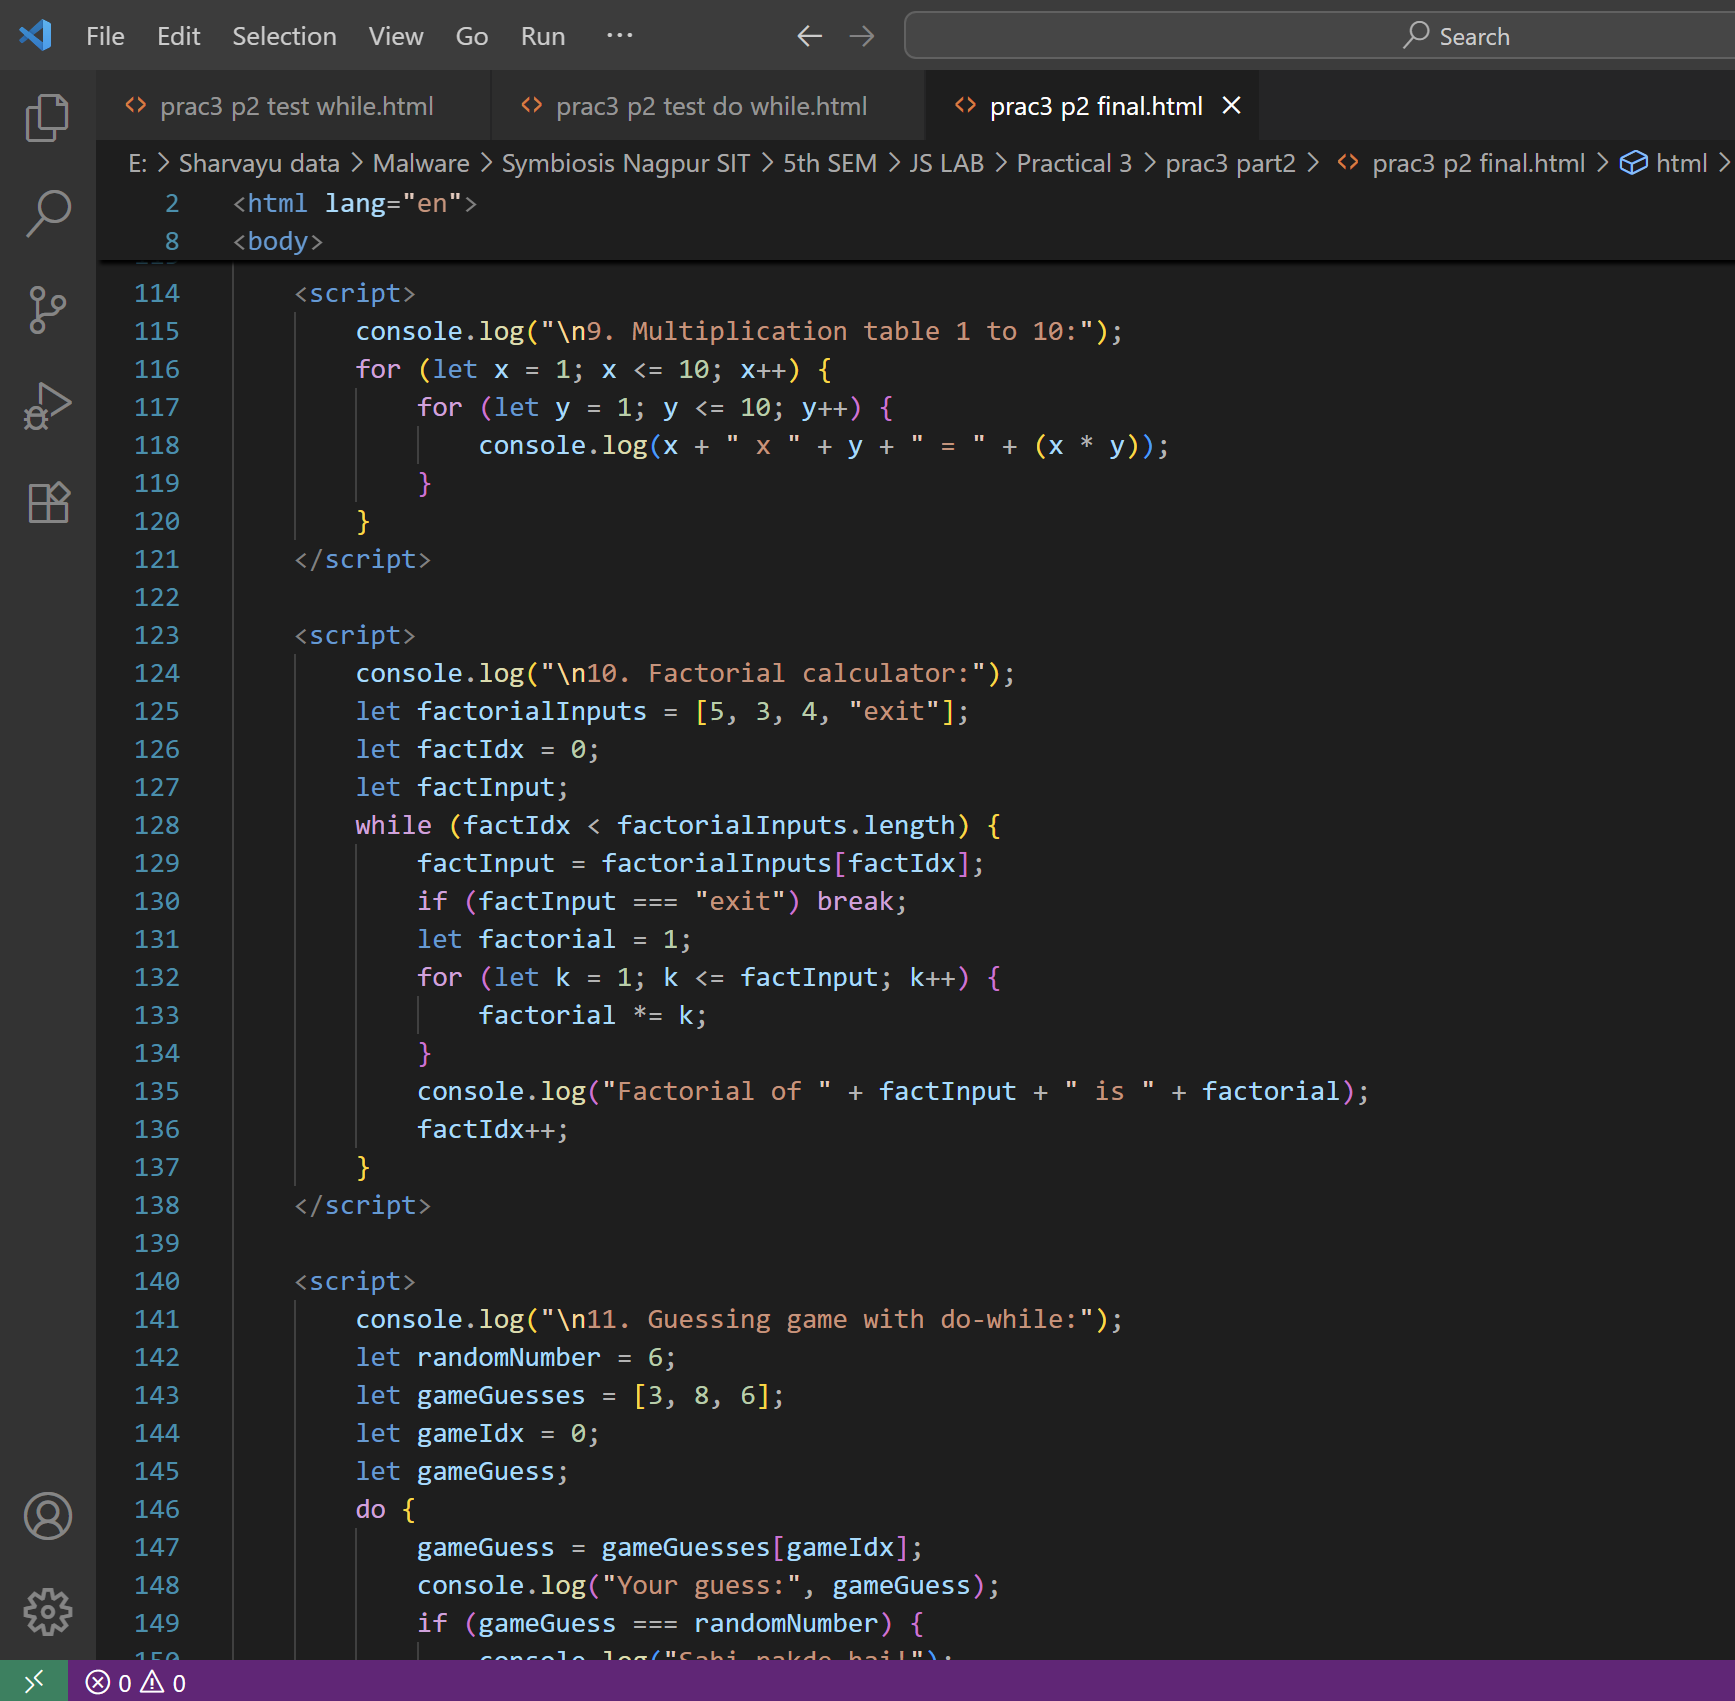 File Edit Selection View Go Run ··· Search
prac3 p2 test while.html prac3 p2 test do while.html prac3 p2 final.html
E: > Sharvayu data > Malware > Symbiosis Nagpur SIT > 5th SEM > JS LAB > Practical 3 > prac3 part2 > prac3 p2 final.html > html >
2 <html lang="en">
8 <body>
114 <script>
115 console.log("\n9. Multiplication table 1 to 10:");
116 for (let x = 1; x <= 10; x++) {
117 for (let y = 1; y <= 10; y++) {
118 console.log(x + " x " + y + " = " + (x * y));
119 }
120 }
121 </script>
122
123 <script>
124 console.log("\n10. Factorial calculator:");
125 let factorialInputs = [5, 3, 4, "exit"];
126 let factIdx = 0;
127 let factInput;
128 while (factIdx < factorialInputs.length) {
129 factInput = factorialInputs[factIdx];
130 if (factInput === "exit") break;
131 let factorial = 1;
132 for (let k = 1; k <= factInput; k++) {
133 factorial *= k;
134 }
135 console.log("Factorial of " + factInput + " is " + factorial);
136 factIdx++;
137 }
138 </script>
139
140 <script>
141 console.log("\n11. Guessing game with do-while:");
142 let randomNumber = 6;
143 let gameGuesses = [3, 8, 6];
144 let gameIdx = 0;
145 let gameGuess;
146 do {
147 gameGuess = gameGuesses[gameIdx];
148 console.log("Your guess:", gameGuess);
149 if (gameGuess === randomNumber) {
150 console.log("Sahi pakde hai!");
0 0